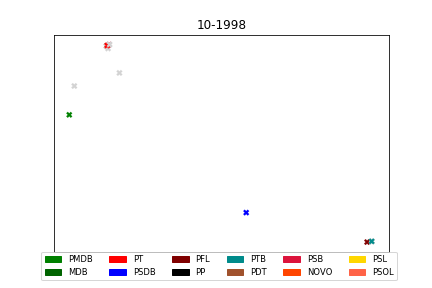 10-1998
PMDB PT PFL PTB PSB PSL
MDB PSDB PP PDT NOVO PSOL